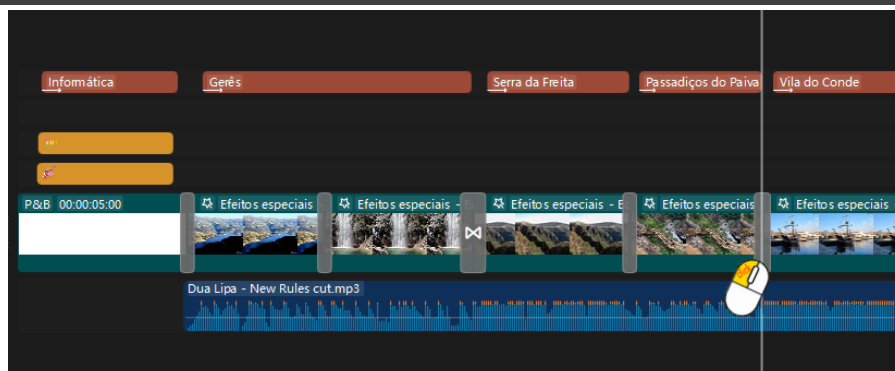 Informática
Gerês
Serra da Freita
Passadiços do Paiva
Vila do Conde
P&B 00:00:05:00
Efeitos especiais
Efeitos especiais -
Efeitos especiais - E
Efeitos especiais
Efeitos especiais
Dua Lipa - New Rules cut.mp3